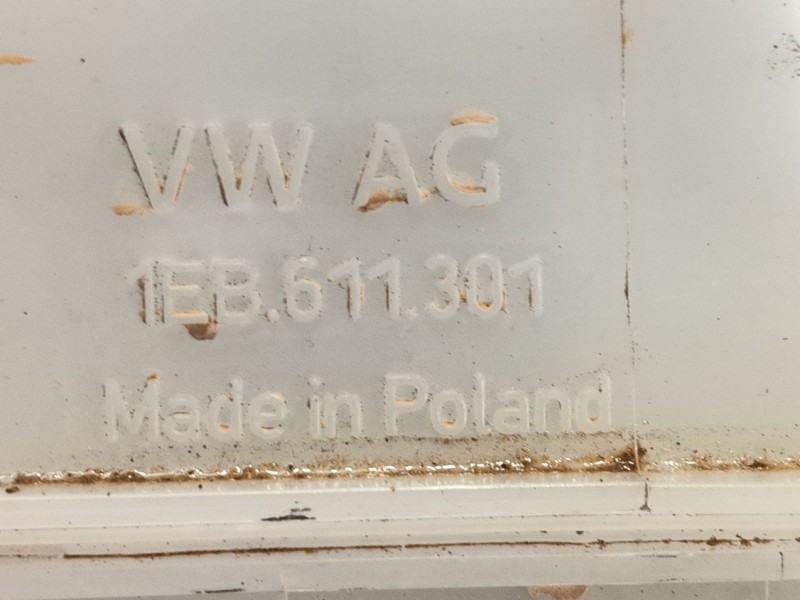 VW AG
1EB.611.301
Made in Poland